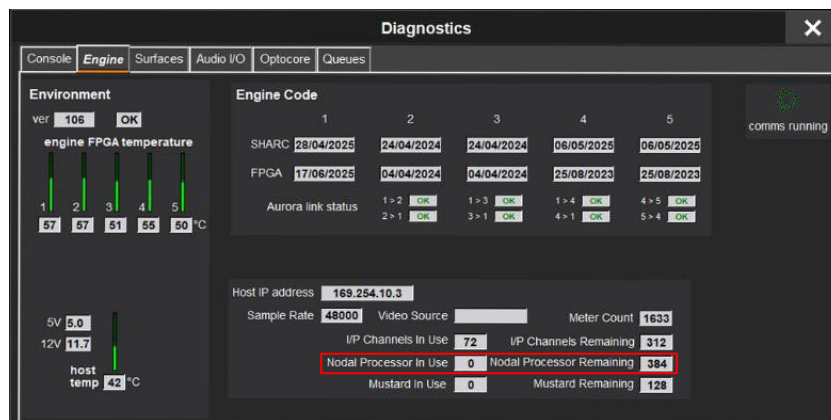 Diagnostics
Console Engine Surfaces Audio I/O Optocore Queues
Environment
ver 106 OK
engine FPGA temperature
1 2 3 4 5
57 57 51 55 50 °C
5V 5.0
12V 11.7
host
temp 42 °C
Engine Code
1 2 3 4 5
SHARC 28/04/2025 24/04/2024 24/04/2024 06/05/2025 06/05/2025
FPGA 17/06/2025 04/04/2024 04/04/2024 25/08/2023 25/08/2023
Aurora link status
1 > 2 OK 1 > 3 OK 1 > 4 OK 4 > 5 OK
2 > 1 OK 3 > 1 OK 4 > 1 OK 5 > 4 OK
comms running
Host IP address 169.254.10.3
Sample Rate 48000 Video Source Meter Count 1633
I/P Channels In Use 72 I/P Channels Remaining 312
Nodal Processor In Use 0 Nodal Processor Remaining 384
Mustard In Use 0 Mustard Remaining 128